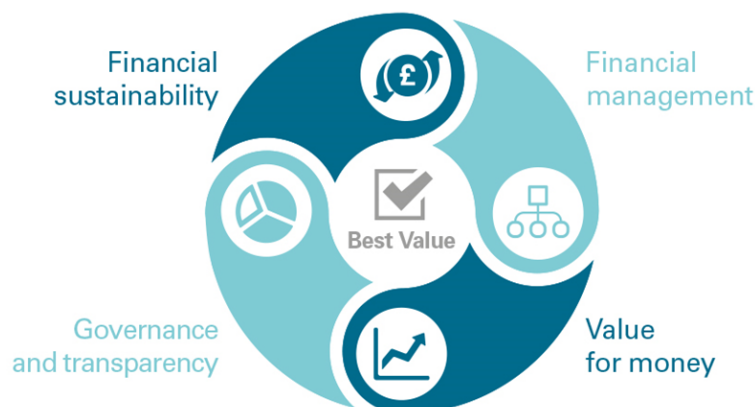 Financial
sustainability
Financial
management
£
Best Value
Governance
and transparency
Value
for money